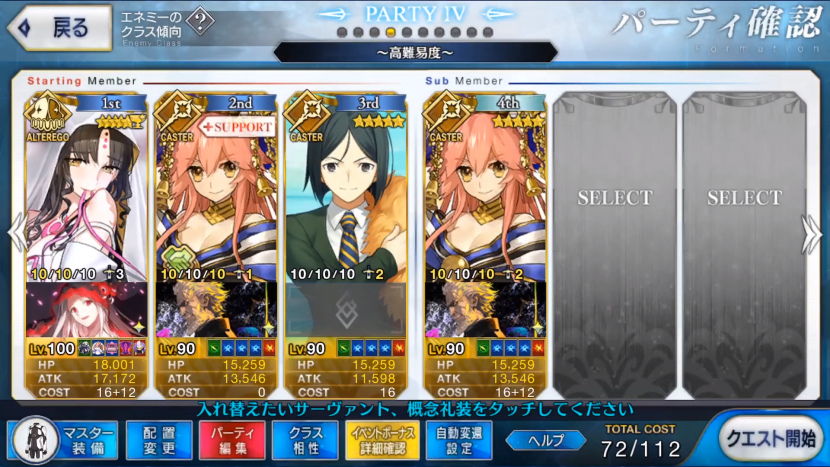 戻る
エネミーの
クラス傾向
Enemy Class
?
PARTY IV
～高難易度～
パーティ確認
Formation
Starting Member
Sub Member
1st
2nd
3rd
4th
ALTEREGO
CASTER
+SUPPORT
CASTER
CASTER
SELECT
SELECT
10/10/10 3
10/10/10 1
10/10/10 2
10/10/10 2
Lv.100
Lv.90
Lv.90
Lv.90
HP 18,001
HP 15,259
HP 15,259
HP 15,259
ATK 17,172
ATK 13,546
ATK 11,598
ATK 13,546
COST 16+12
COST 0
COST 16
COST 16+12
入れ替えたいサーヴァント、概念礼装をタッチしてください
マスター
装備
配置
変更
パーティ
編集
クラス
相性
イベントボーナス
詳細確認
自動変還
設定
ヘルプ
TOTAL COST
72/112
クエスト開始